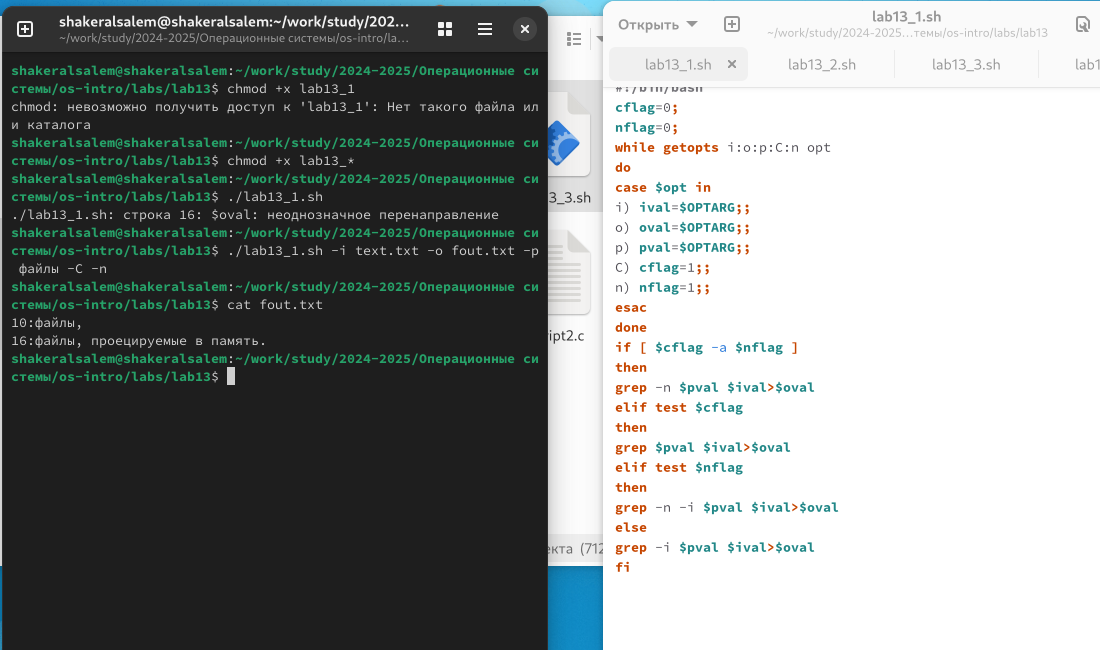 shakeralsalem@shakeralsalem:~/work/study/202...
~/work/study/2024-2025/Операционные системы/os-intro/la...
shakeralsalem@shakeralsalem:~/work/study/2024-2025/Операционные си
стемы/os-intro/labs/lab13$ chmod +x lab13_1
chmod: невозможно получить доступ к 'lab13_1': Нет такого файла ил
и каталога
shakeralsalem@shakeralsalem:~/work/study/2024-2025/Операционные си
стемы/os-intro/labs/lab13$ chmod +x lab13_*
shakeralsalem@shakeralsalem:~/work/study/2024-2025/Операционные си
стемы/os-intro/labs/lab13$ ./lab13_1.sh
./lab13_1.sh: строка 16: $oval: неоднозначное перенаправление
shakeralsalem@shakeralsalem:~/work/study/2024-2025/Операционные си
стемы/os-intro/labs/lab13$ ./lab13_1.sh -i text.txt -o fout.txt -p
файлы -C -n
shakeralsalem@shakeralsalem:~/work/study/2024-2025/Операционные си
стемы/os-intro/labs/lab13$ cat fout.txt
10:файлы,
16:файлы, проецируемые в память.
shakeralsalem@shakeralsalem:~/work/study/2024-2025/Операционные си
стемы/os-intro/labs/lab13$
3_3.sh
ipt2.c
екта (712
Открыть
lab13_1.sh
~/work/study/2024-2025...темы/os-intro/labs/lab13
lab13_1.sh
lab13_2.sh
lab13_3.sh
lab1
#!/bin/bash
cflag=0;
nflag=0;
while getopts i:o:p:C:n opt
do
case $opt in
i) ival=$OPTARG;;
o) oval=$OPTARG;;
p) pval=$OPTARG;;
C) cflag=1;;
n) nflag=1;;
esac
done
if [ $cflag -a $nflag ]
then
grep -n $pval $ival>$oval
elif test $cflag
then
grep $pval $ival>$oval
elif test $nflag
then
grep -n -i $pval $ival>$oval
else
grep -i $pval $ival>$oval
fi